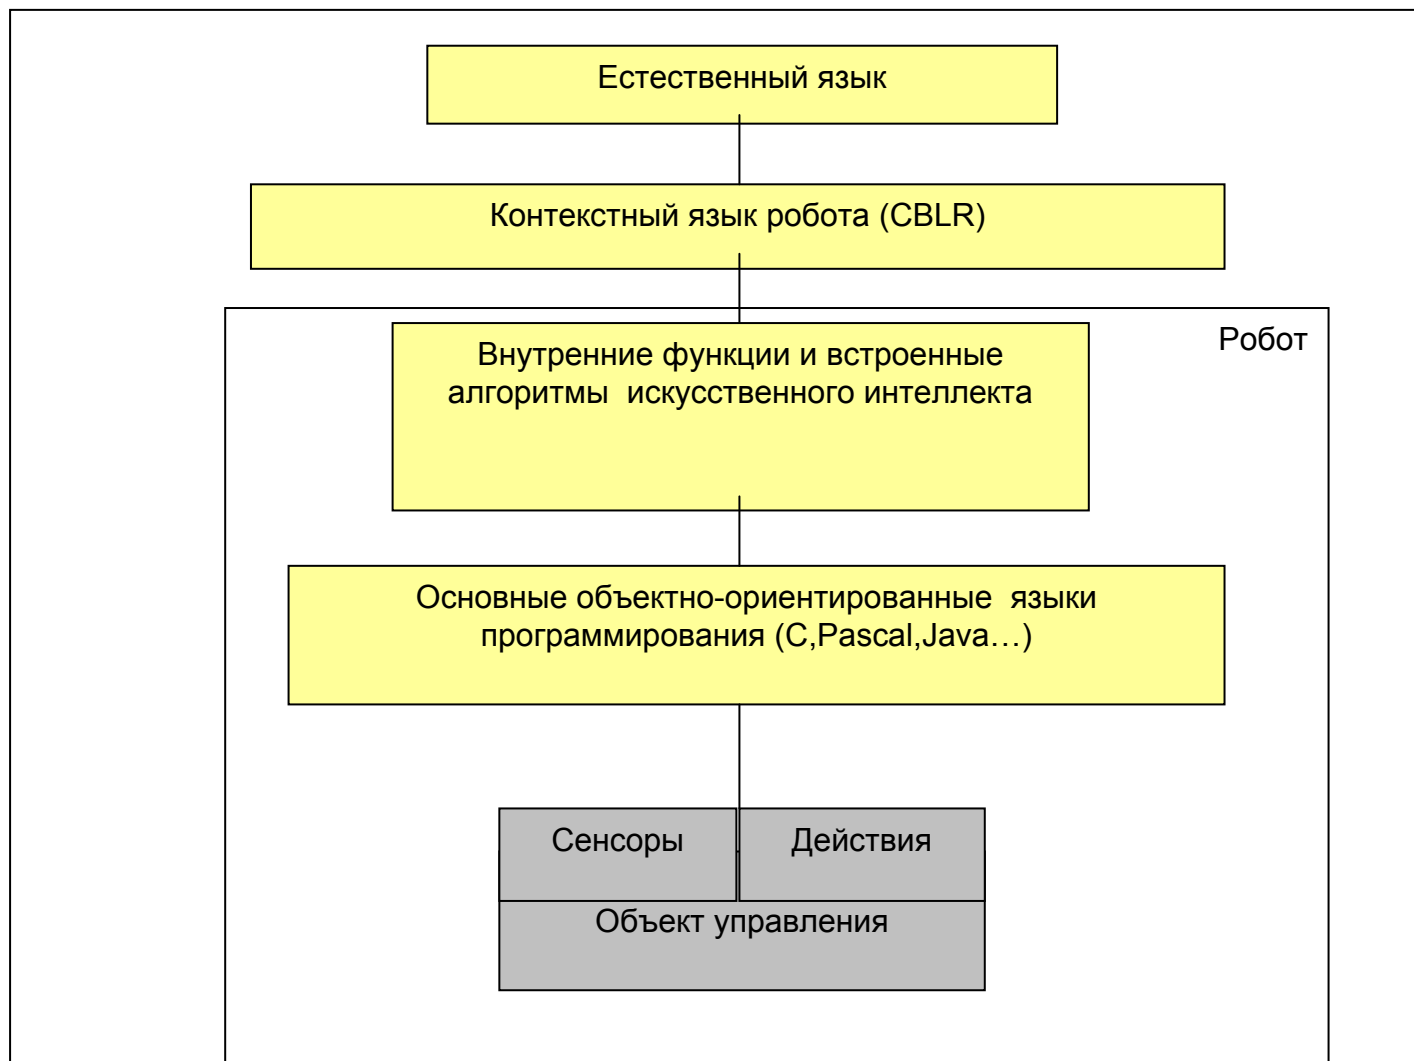 Естественный язык
Контекстный язык робота (CBLR)
Робот
Внутренние функции и встроенные
алгоритмы искусственного интеллекта
Основные объектно-ориентированные языки
программирования (C,Pascal,Java…)
Сенсоры
Действия
Объект управления